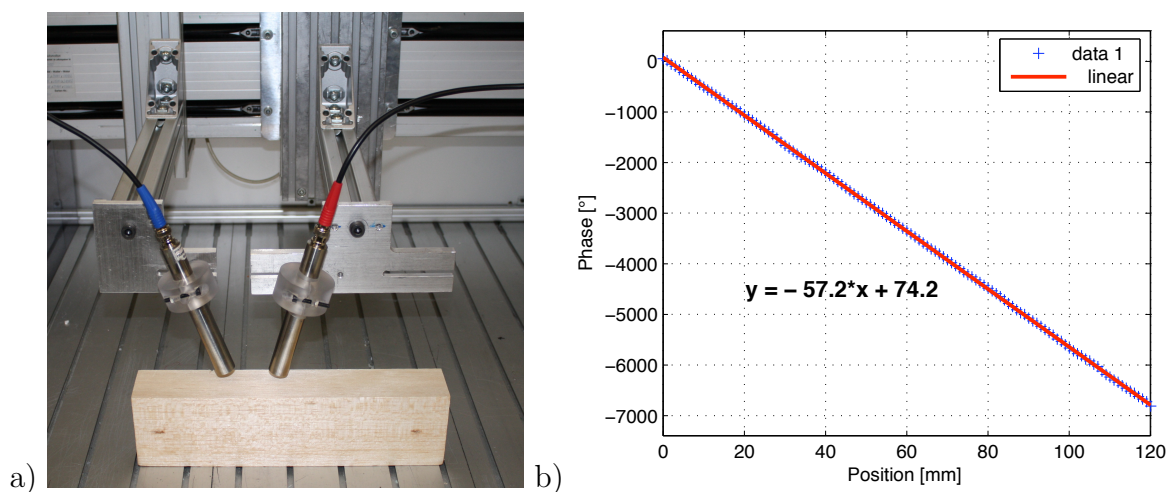 data 1
linear
0
−1000
−2000
−3000
−4000
−5000
−6000
−7000
Phase [°]
y = − 57.2*x + 74.2
0 20 40 60 80 100 120
Position [mm]
a)
b)